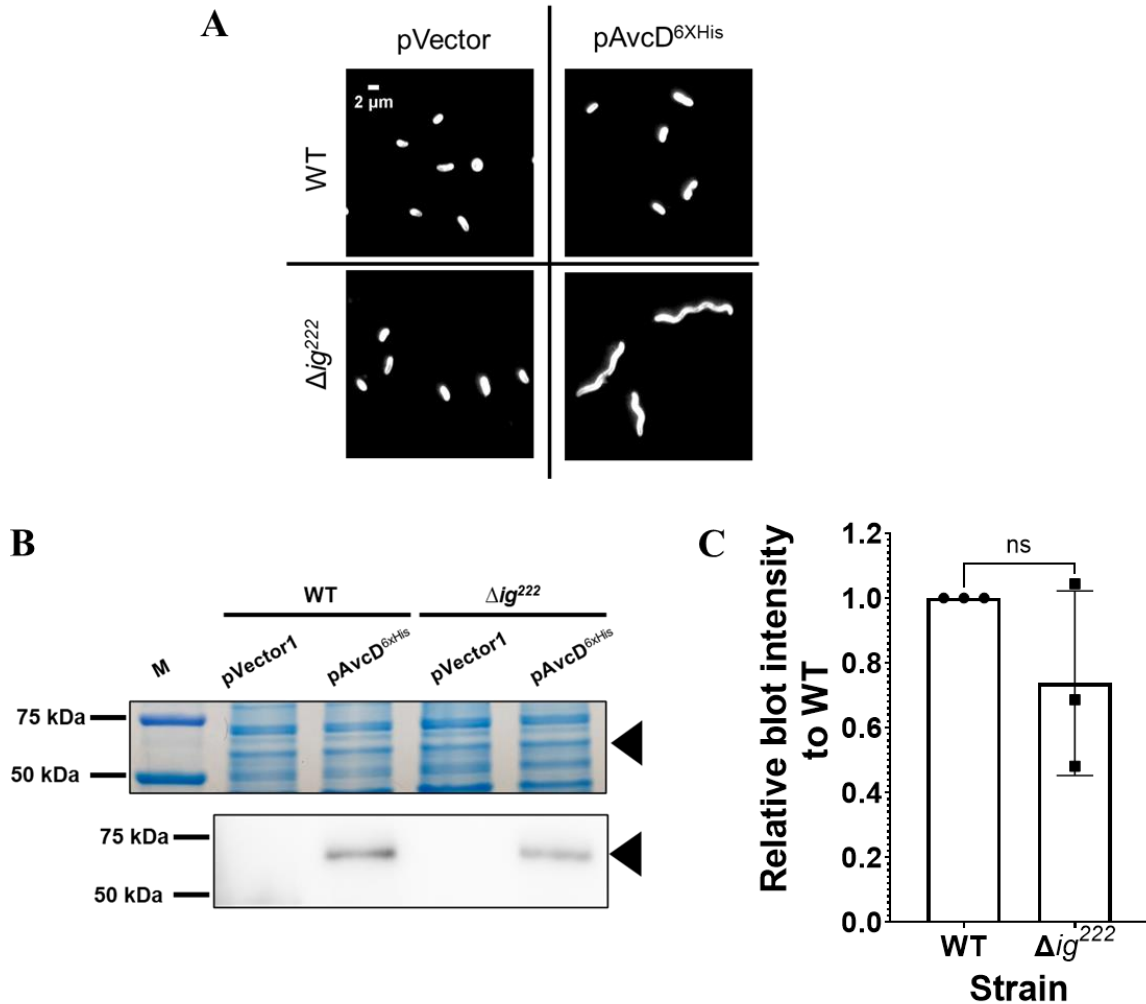 A
pVector
pAvcD6XHis
2 µm
WT
Δig222
B
WT
Δig222
M
pVector1
pAvcD6xHis
pVector1
pAvcD6xHis
75 kDa
50 kDa
75 kDa
50 kDa
C
Relative blot intensity
to WT
1.2
1.0
0.8
0.6
0.4
0.2
0.0
ns
WT
Δig222
Strain